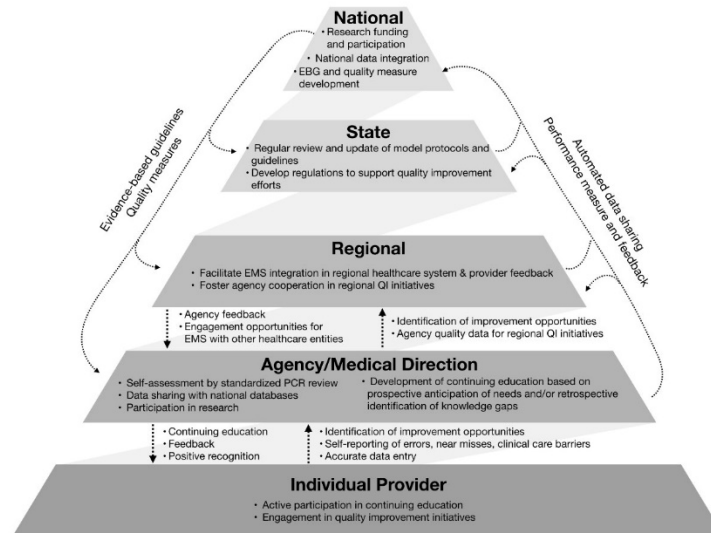 National
• Research funding
and participation
• National data integration
• EBG and quality measure
development
State
• Regular review and update of model protocols and
guidelines
• Develop regulations to support quality improvement
efforts
Evidence-based guidelines
Quality measures
Automated data sharing
Performance measure and feedback
Regional
• Facilitate EMS integration in regional healthcare system & provider feedback
• Foster agency cooperation in regional QI initiatives
• Agency feedback
• Engagement opportunities for
EMS with other healthcare entities
• Identification of improvement opportunities
• Agency quality data for regional QI initiatives
Agency/Medical Direction
• Self-assessment by standardized PCR review
• Data sharing with national databases
• Participation in research
• Development of continuing education based on
prospective anticipation of needs and/or retrospective
identification of knowledge gaps
• Continuing education
• Feedback
• Positive recognition
• Identification of improvement opportunities
• Self-reporting of errors, near misses, clinical care barriers
• Accurate data entry
Individual Provider
• Active participation in continuing education
• Engagement in quality improvement initiatives